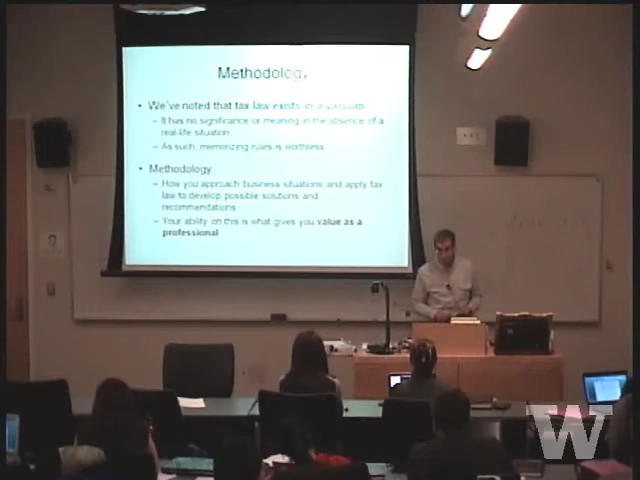 Methodology
• We've noted that tax law exists in a vacuum
– It has no significance or meaning in the absence of a
real-life situation
– As such, memorizing rules is worthless
• Methodology
– How you approach business situations and apply tax
law to develop possible solutions and
recommendations
– Your ability on this is what gives you value as a
professional
W